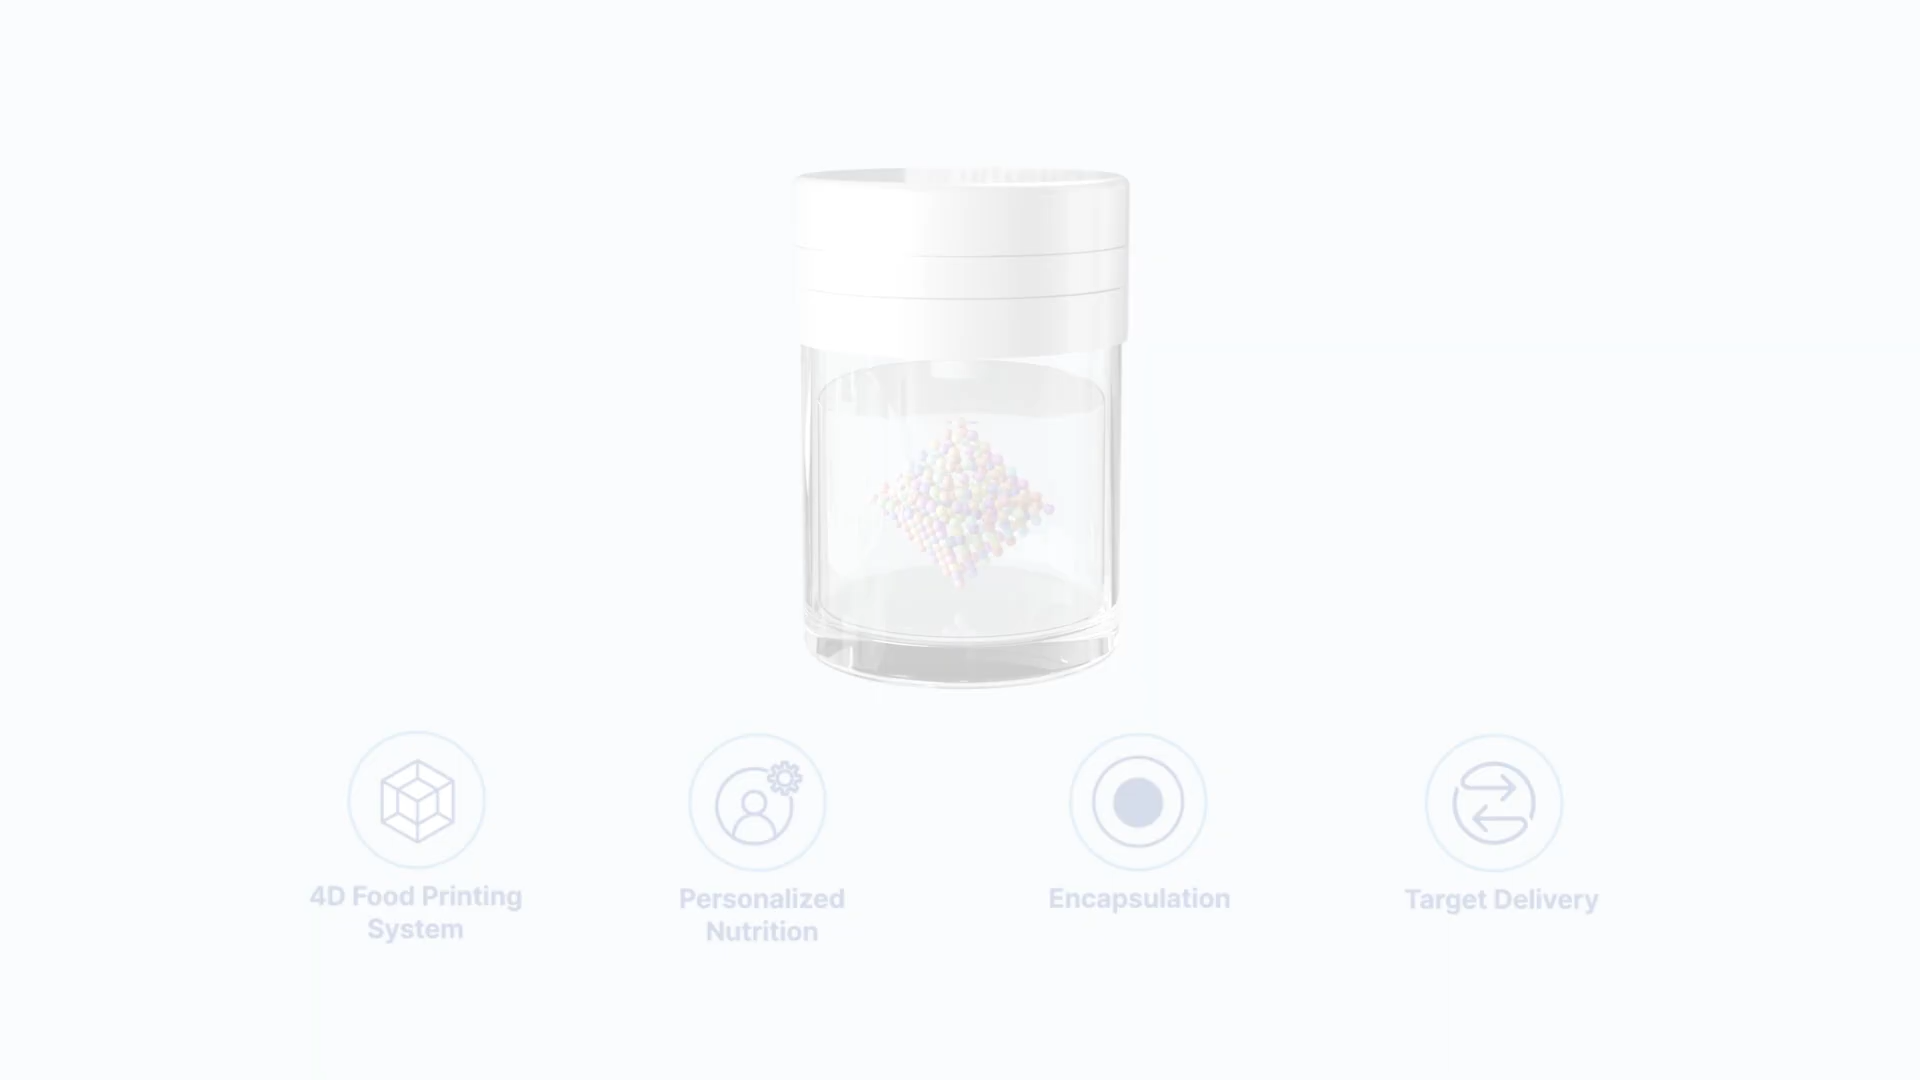 4D Food Printing
System
Personalized
Nutrition
Encapsulation
Target Delivery